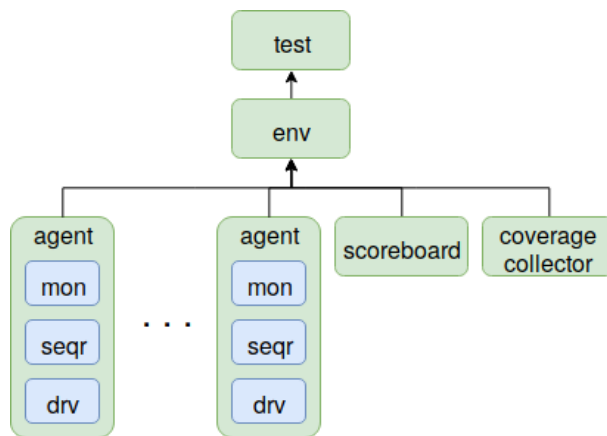 test
env
agent
mon
seqr
drv
. . .
agent
mon
seqr
drv
scoreboard
coverage
collector